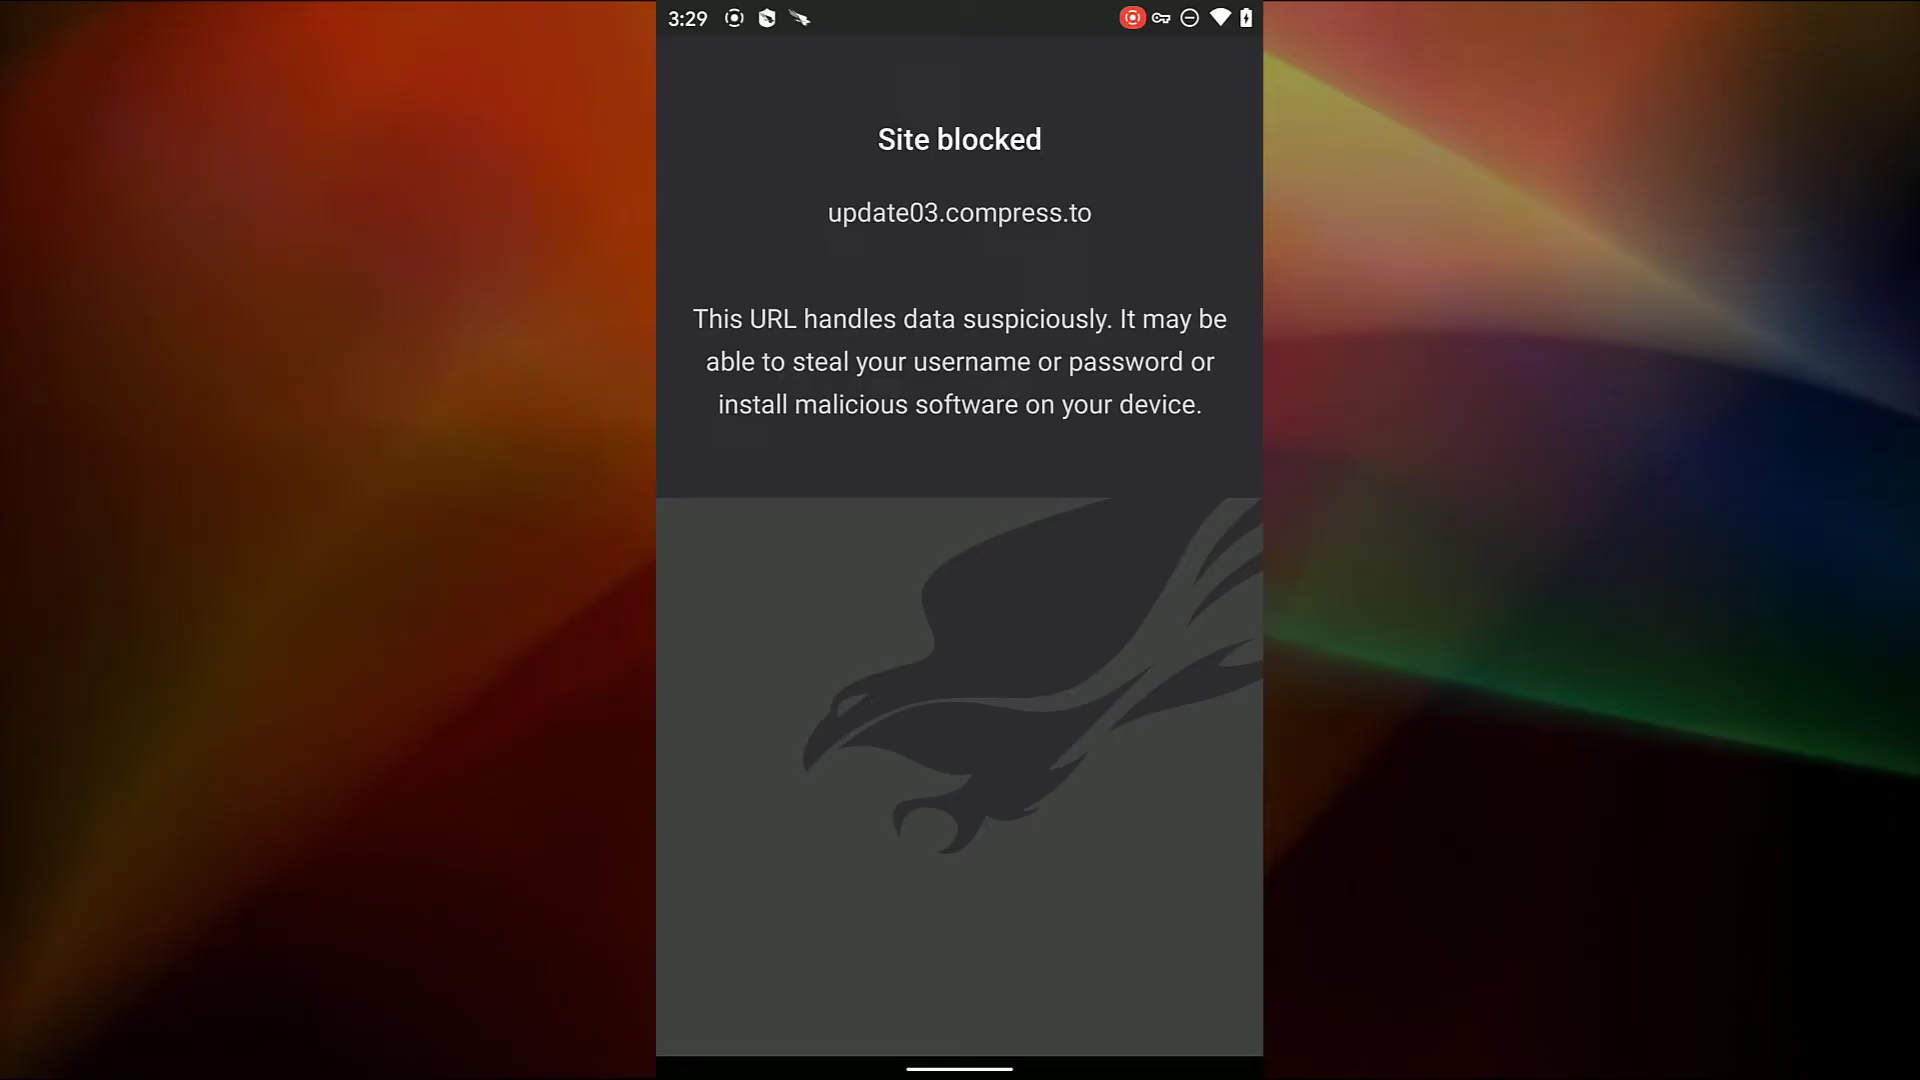 3:29
Site blocked
update03.compress.to
This URL handles data suspiciously. It may be
able to steal your username or password or
install malicious software on your device.